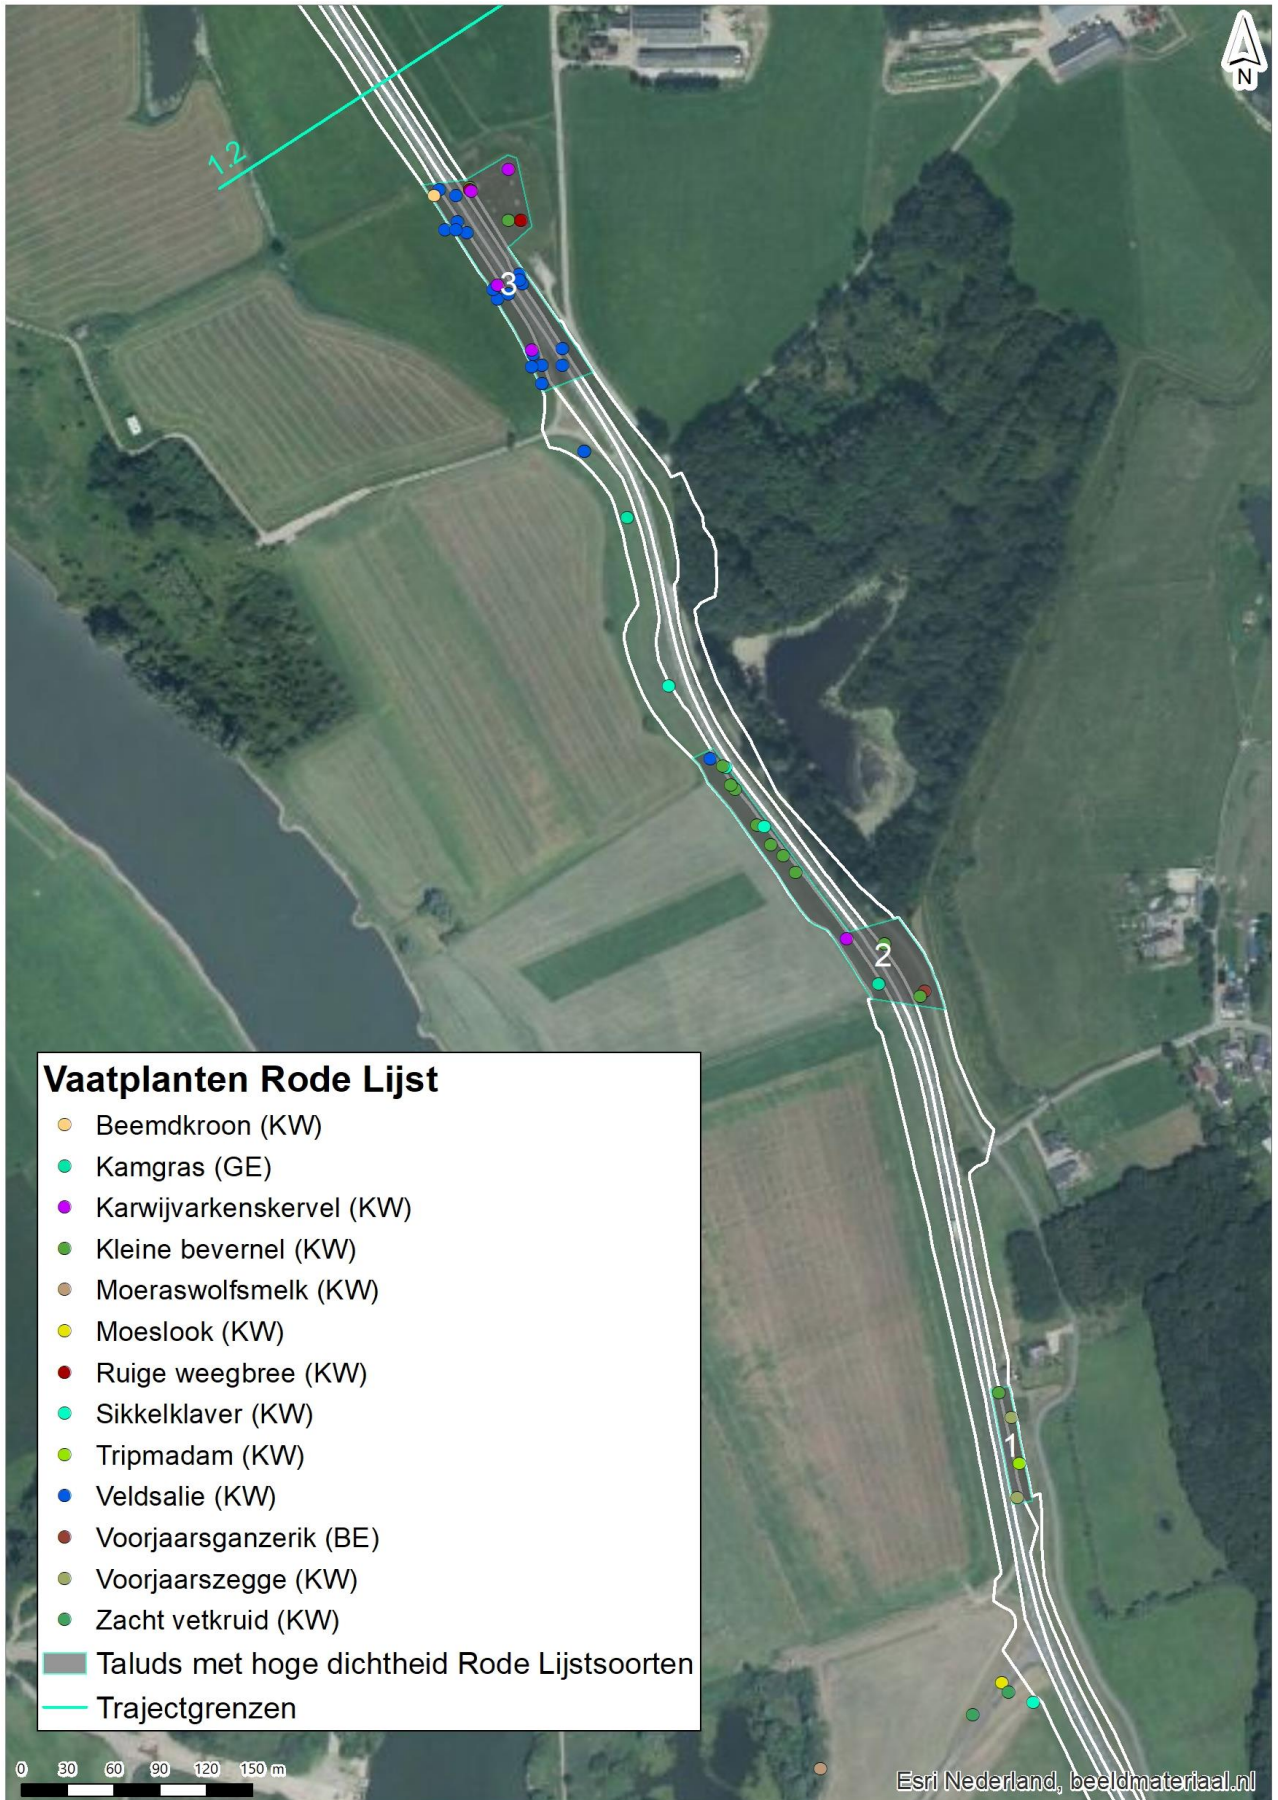 N
1.2
3
2
1
Vaatplanten Rode Lijst
Beemdkroon (KW)
Kamgras (GE)
Karwijvarkenskervel (KW)
Kleine bevernel (KW)
Moeraswolfsmelk (KW)
Moeslook (KW)
Ruige weegbree (KW)
Sikkelklaver (KW)
Tripmadam (KW)
Veldsalie (KW)
Voorjaarsganzerik (BE)
Voorjaarszegge (KW)
Zacht vetkruid (KW)
Taluds met hoge dichtheid Rode Lijstsoorten
Trajectgrenzen
0 30 60 90 120 150 m
Esri Nederland, beeldmateriaal.nl